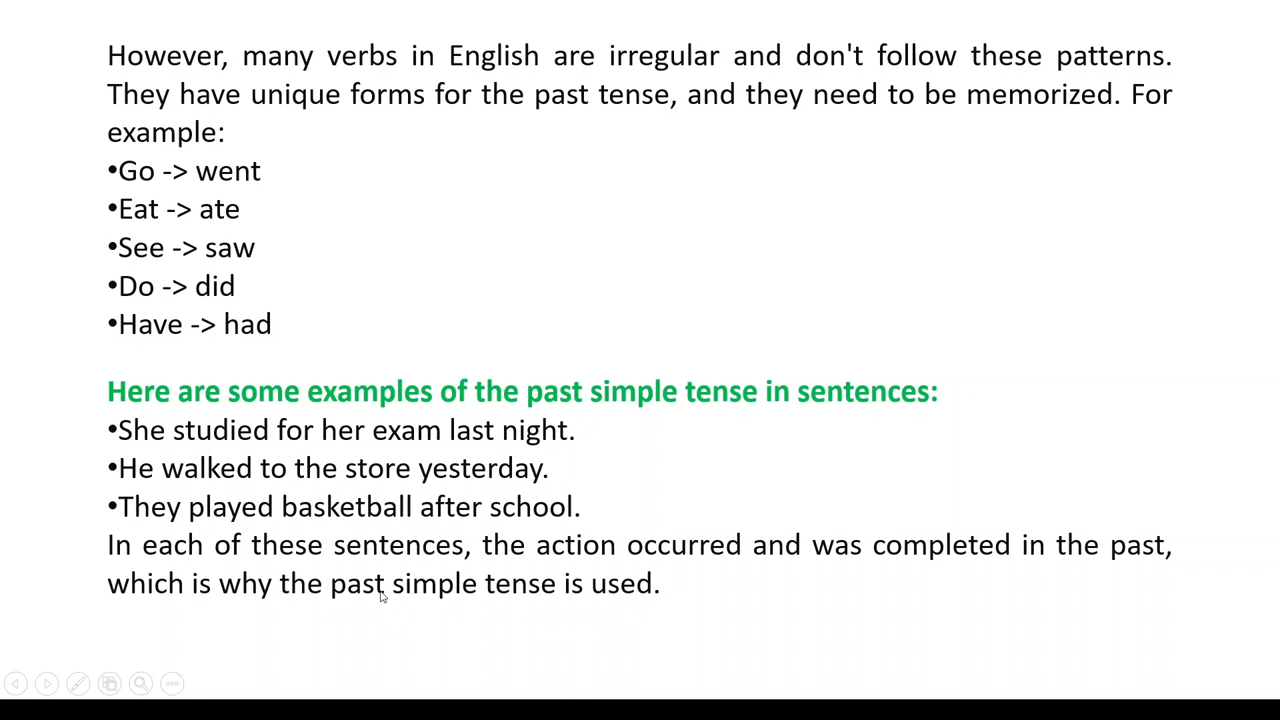 However, many verbs in English are irregular and don't follow these patterns.
They have unique forms for the past tense, and they need to be memorized. For
example:
•Go -> went
•Eat -> ate
•See -> saw
•Do -> did
•Have -> had
Here are some examples of the past simple tense in sentences:
•She studied for her exam last night.
•He walked to the store yesterday.
•They played basketball after school.
In each of these sentences, the action occurred and was completed in the past,
which is why the past simple tense is used.